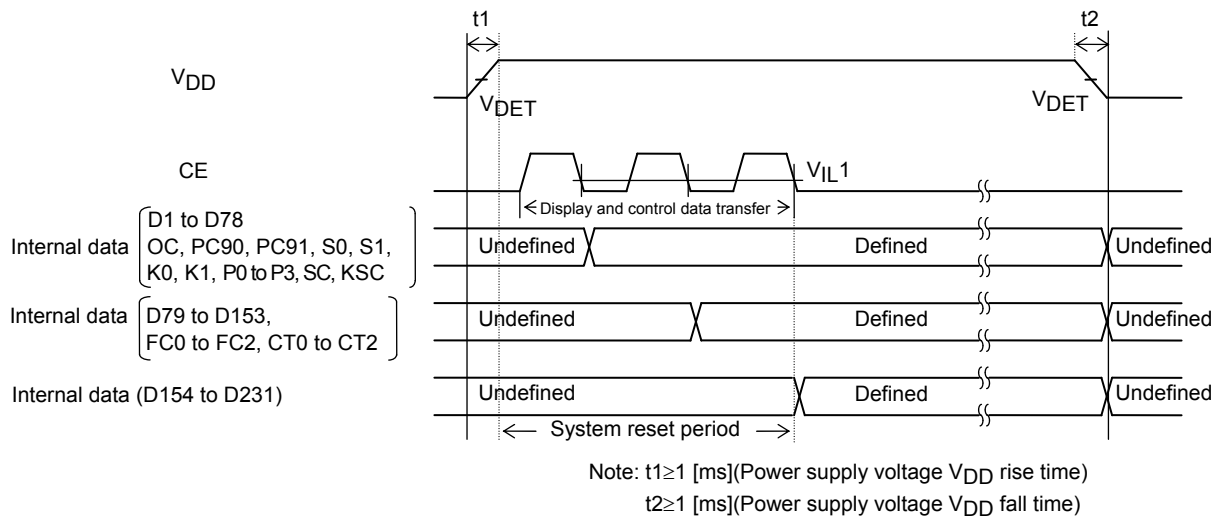 t1
t2
VDD
VDET
VDET
CE
VIL1
Display and control data transfer
Internal data
D1 to D78
OC, PC90, PC91, S0, S1,
K0, K1, P0 to P3, SC, KSC
Undefined
Defined
Undefined
Internal data
D79 to D153,
FC0 to FC2, CT0 to CT2
Undefined
Defined
Undefined
Internal data (D154 to D231)
Undefined
Defined
Undefined
System reset period
Note: t1≥1 [ms](Power supply voltage VDD rise time)
t2≥1 [ms](Power supply voltage VDD fall time)